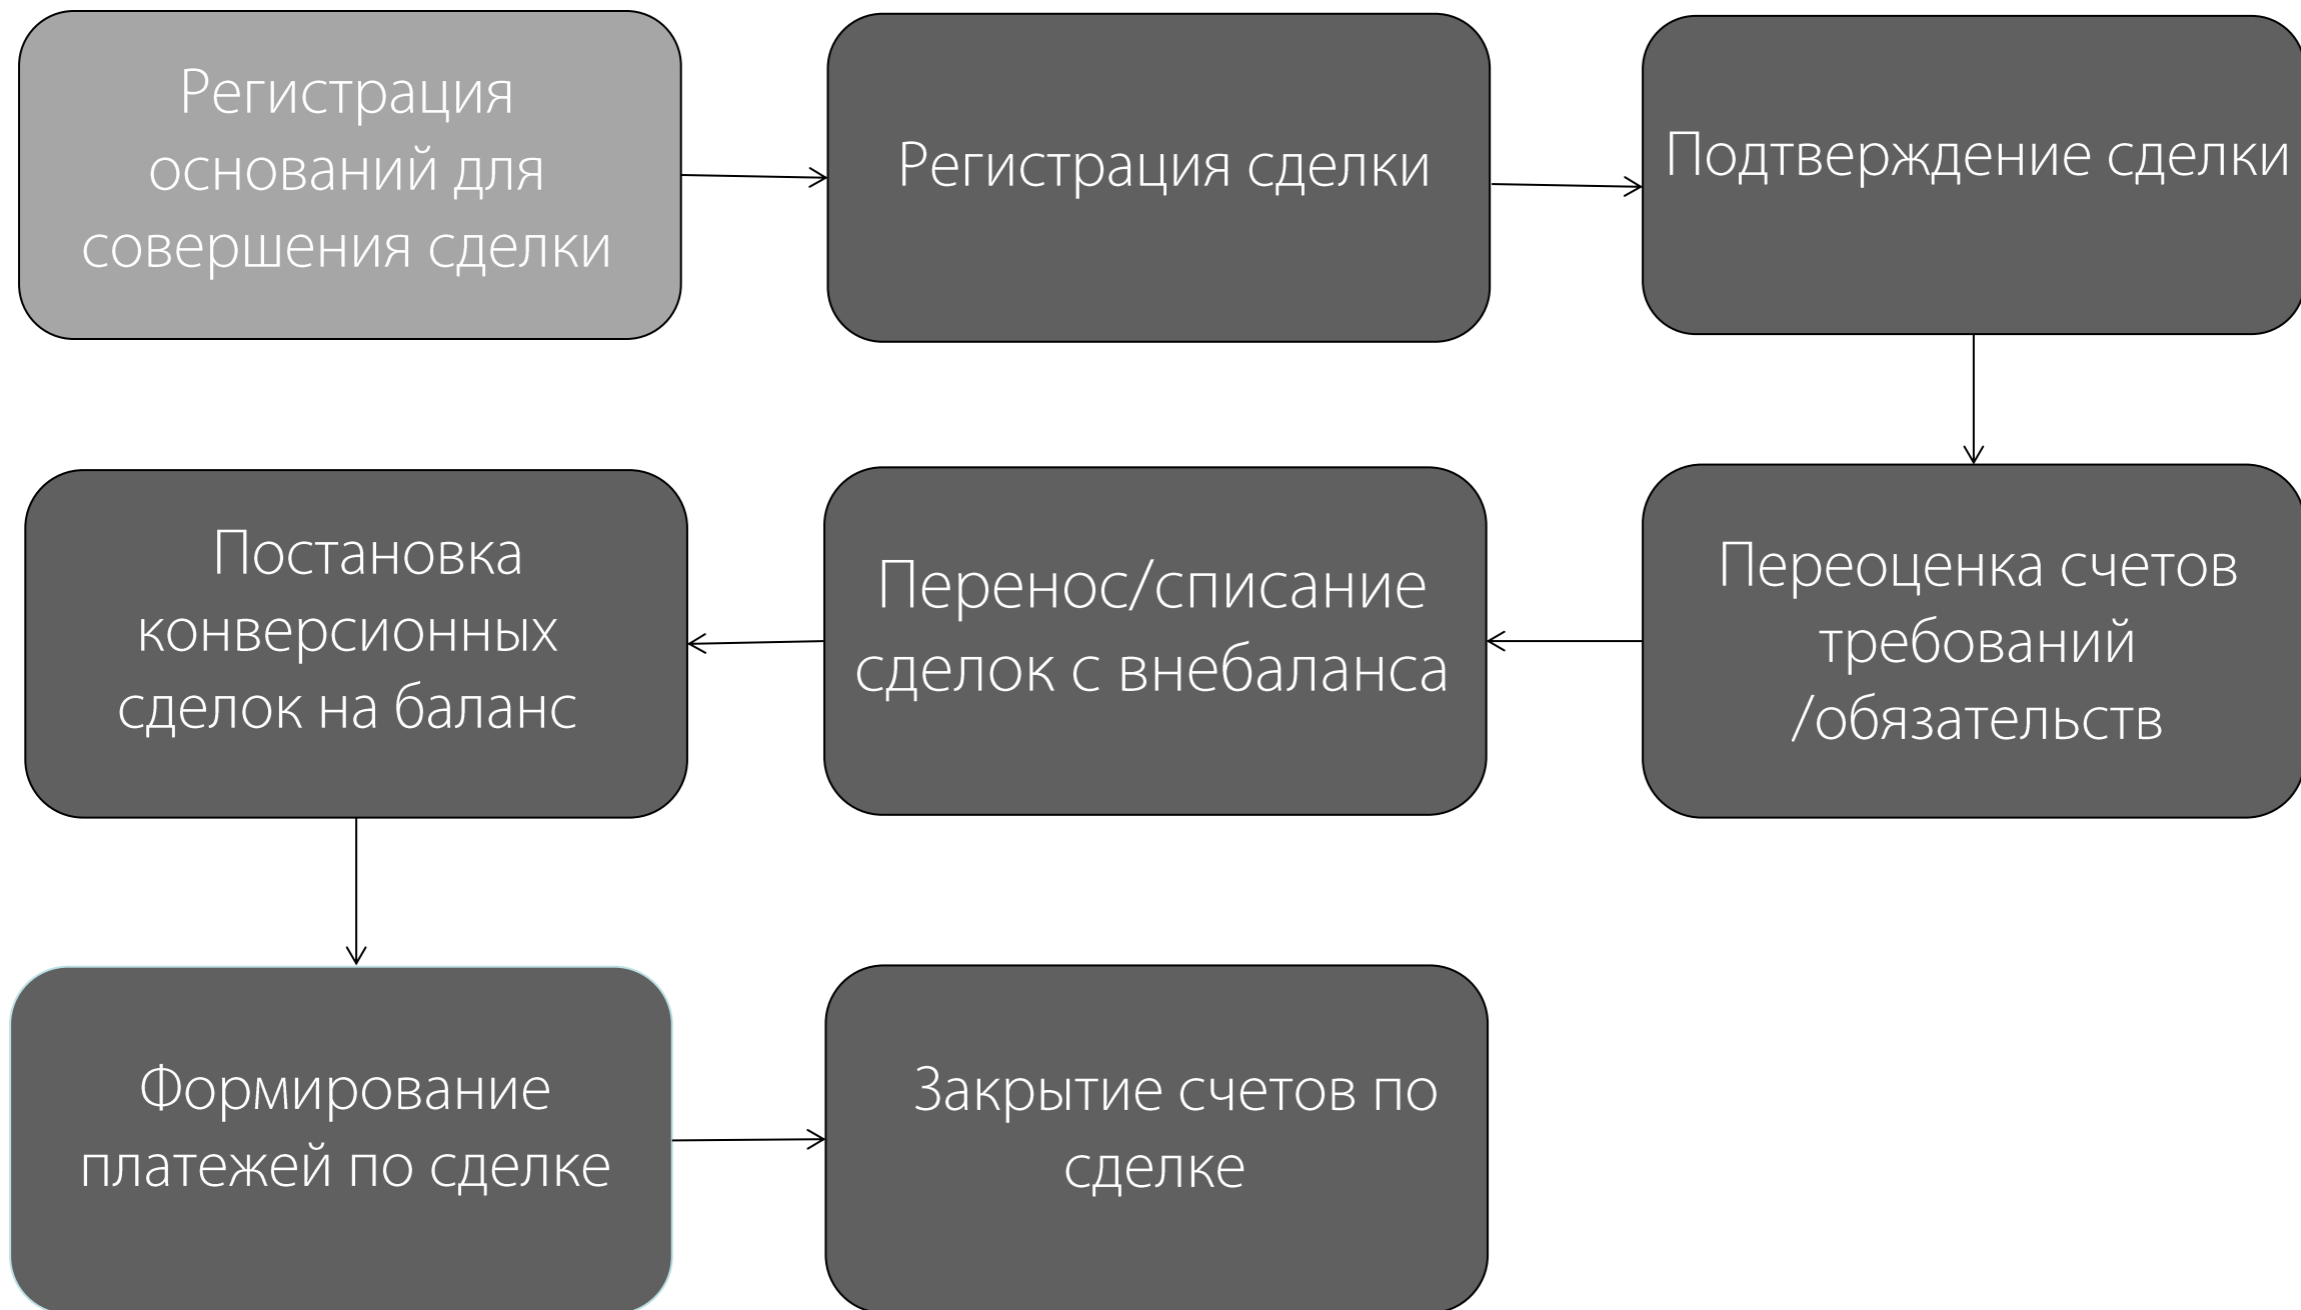 Регистрация
оснований для
совершения сделки
Регистрация сделки
Подтверждение сделки
Переоценка счетов
требований
/обязательств
Перенос/списание
сделок с внебаланса
Постановка
конверсионных
сделок на баланс
Формирование
платежей по сделке
Закрытие счетов по
сделке